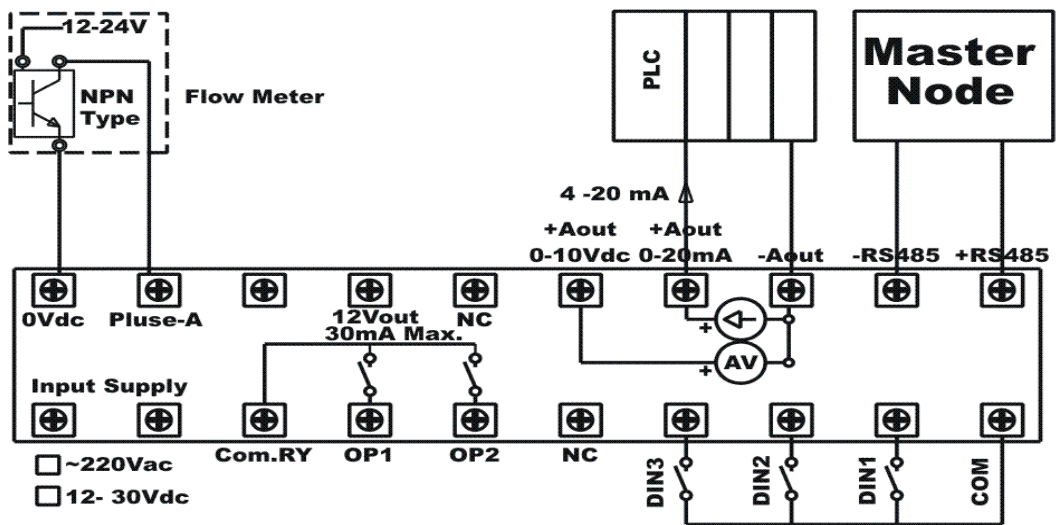 12-24V
NPN
Type
Flow Meter
PLC
Master
Node
4 -20 mA
+Aout
0-10Vdc
+Aout
0-20mA
-Aout
-RS485
+RS485
0Vdc
Pluse-A
12Vout
30mA Max.
NC
+
+
AV
Input Supply
~220Vac
12- 30Vdc
Com.RY
OP1
OP2
NC
DIN3
DIN2
DIN1
COM